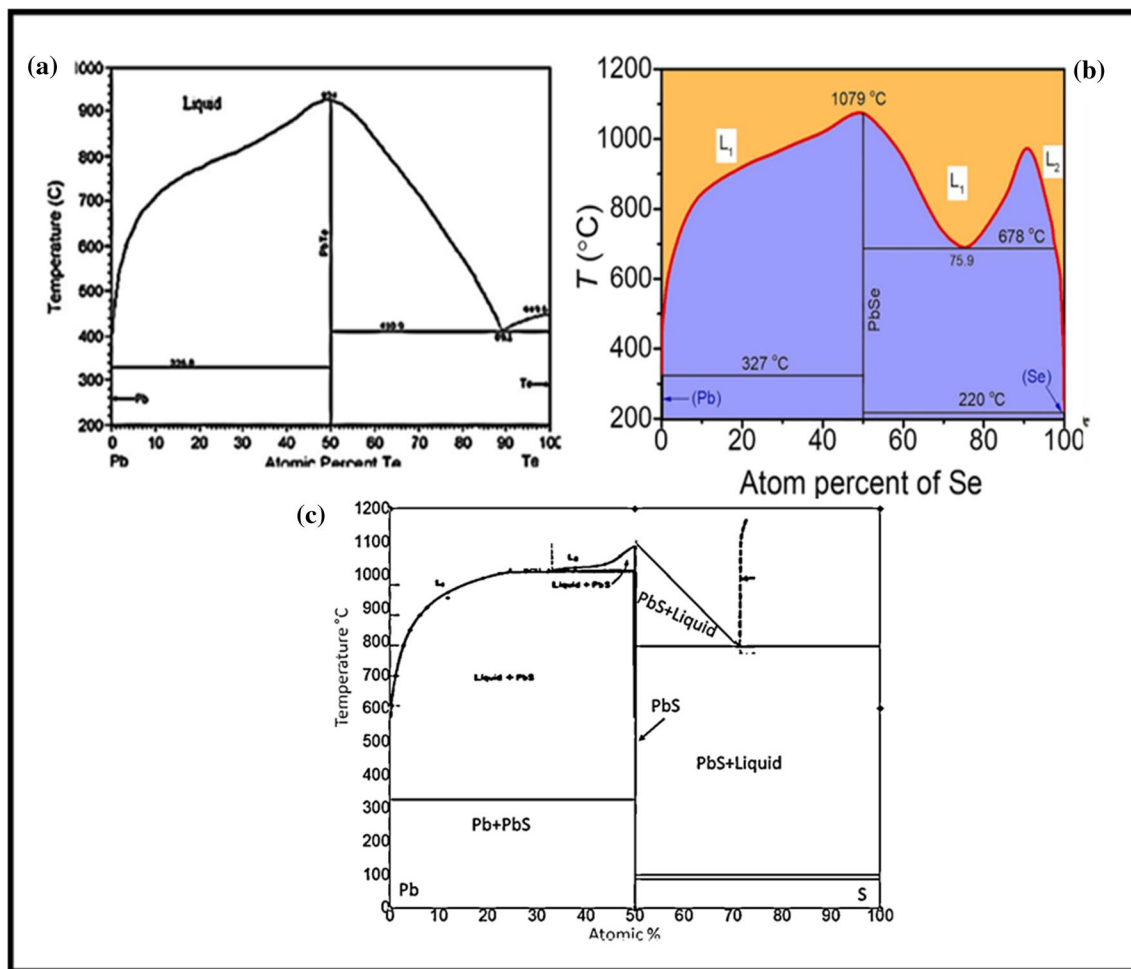 (a)
1000
900
800
700
600
500
400
300
200
Temperature (C)
Liquid
PbTe
410.9
Pb
Te
0 10 20 30 40 50 60 70 80 90 100
Pb
Atomic Percent Te
Te
(b)
1200
1000
800
600
400
200
T (°C)
1079 °C
L1
L1
L2
678 °C
75.9
PbSe
327 °C
(Pb)
(Se)
220 °C
0 20 40 60 80 100
Atom percent of Se
(c)
1200
1100
1000
900
800
700
600
500
400
300
200
100
0
Temperature °C
Liquid + PbS
PbS+Liquid
Liquid + PbS
PbS
PbS+Liquid
Pb+PbS
Pb
S
0 10 20 30 40 50 60 70 80 90 100
Atomic %